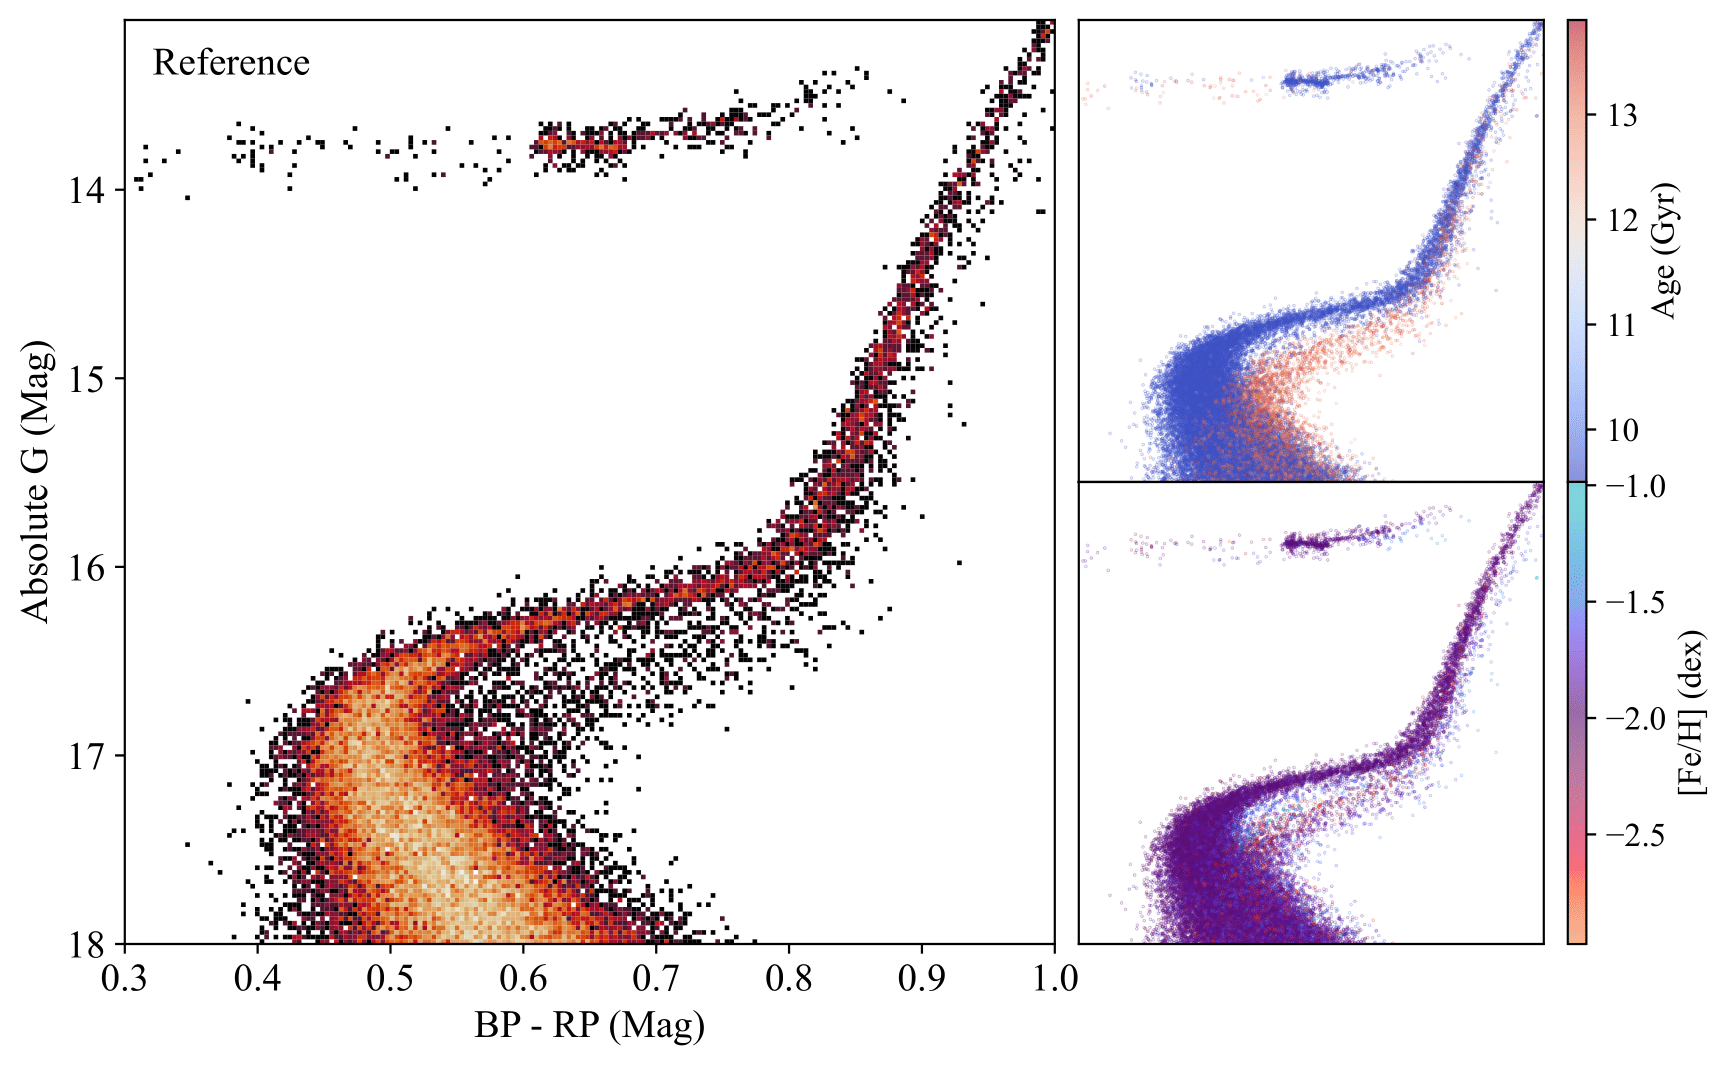 Reference
Absolute G (Mag)
14
15
16
17
18
0.3 0.4 0.5 0.6 0.7 0.8 0.9 1.0
BP - RP (Mag)
13
12
11
10
Age (Gyr)
−1.0
−1.5
−2.0
−2.5
[Fe/H] (dex)